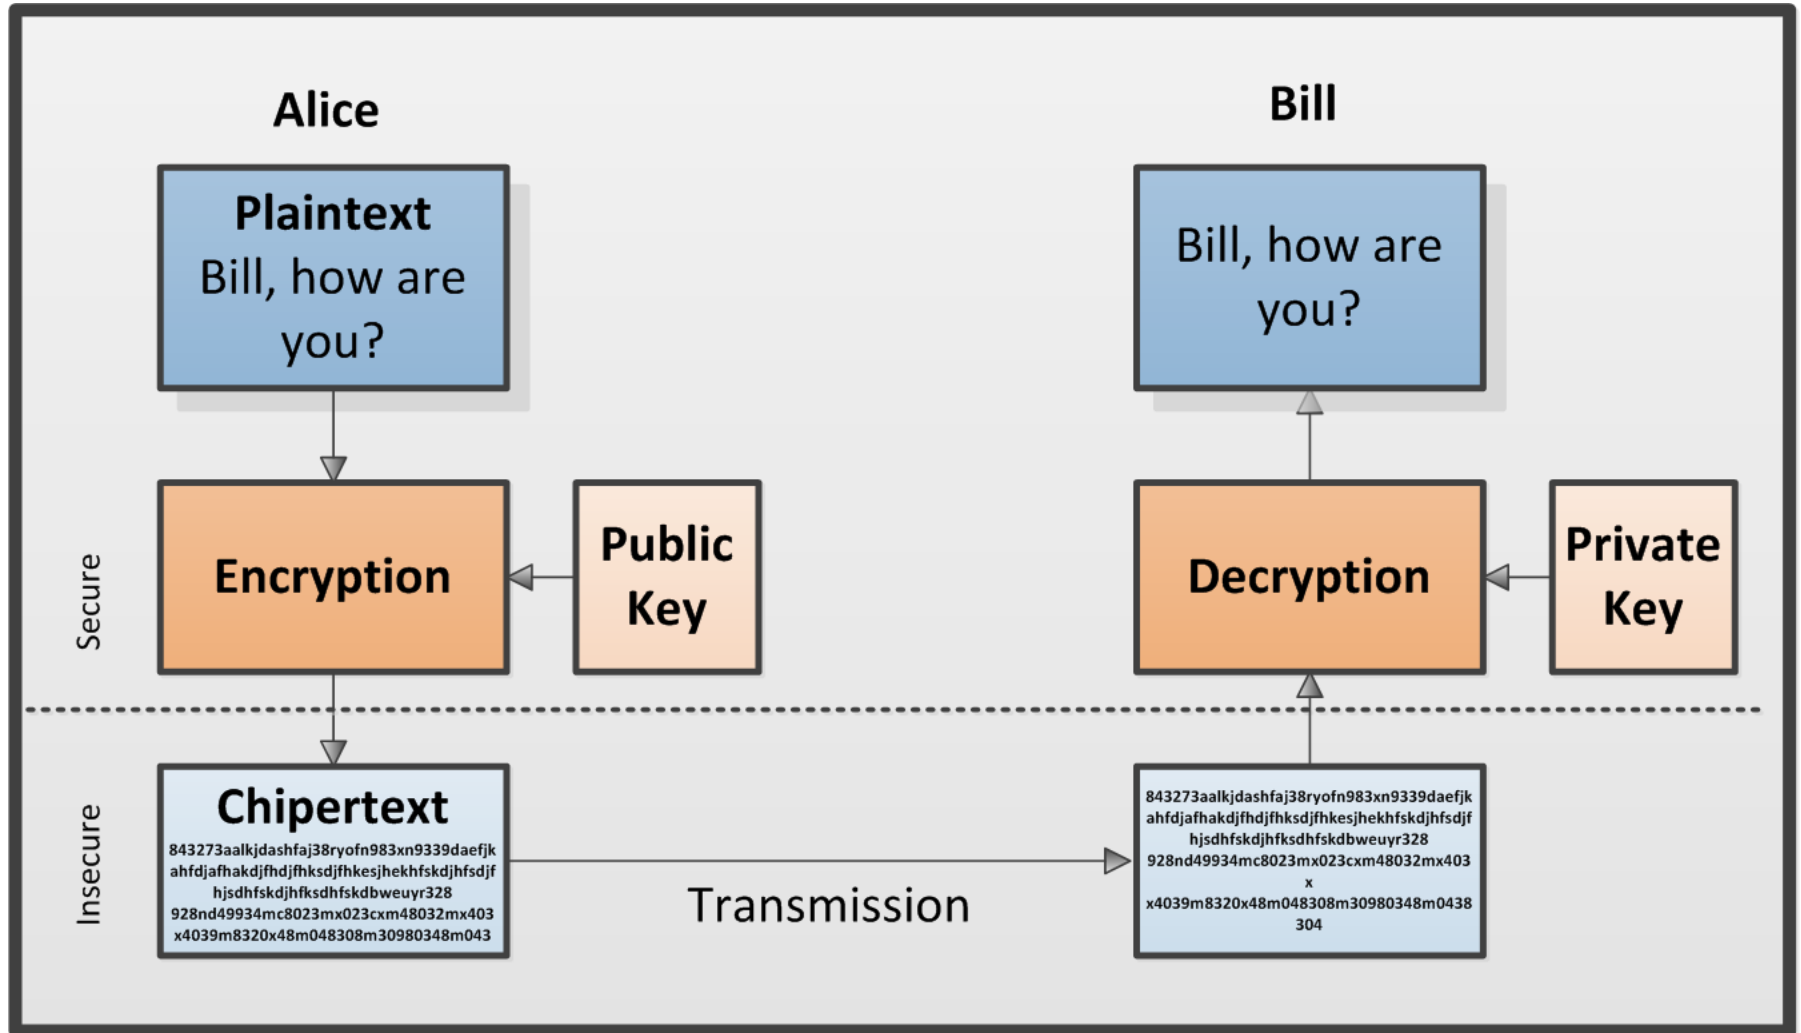 Alice
Bill
Plaintext
Bill, how are
you?
Bill, how are
you?
Secure
Encryption
Public
Key
Decryption
Private
Key
Insecure
Chipertext
843273aalkjdashfaj38ryofn983xn9339daefjk
ahfdjafhakdjfhdjfhksdjfhkesjhekhfskdjhfsdjf
hjsdhfskdjhfksdhfskdbweuyr328
928nd49934mc8023mx023cxm48032mx403
x4039m8320x48m048308m30980348m043
Transmission
843273aalkjdashfaj38ryofn983xn9339daefjk
ahfdjafhakdjfhdjfhksdjfhkesjhekhfskdjhfsdjf
hjsdhfskdjhfksdhfskdbweuyr328
928nd49934mc8023mx023cxm48032mx403
x
x4039m8320x48m048308m30980348m0438
304